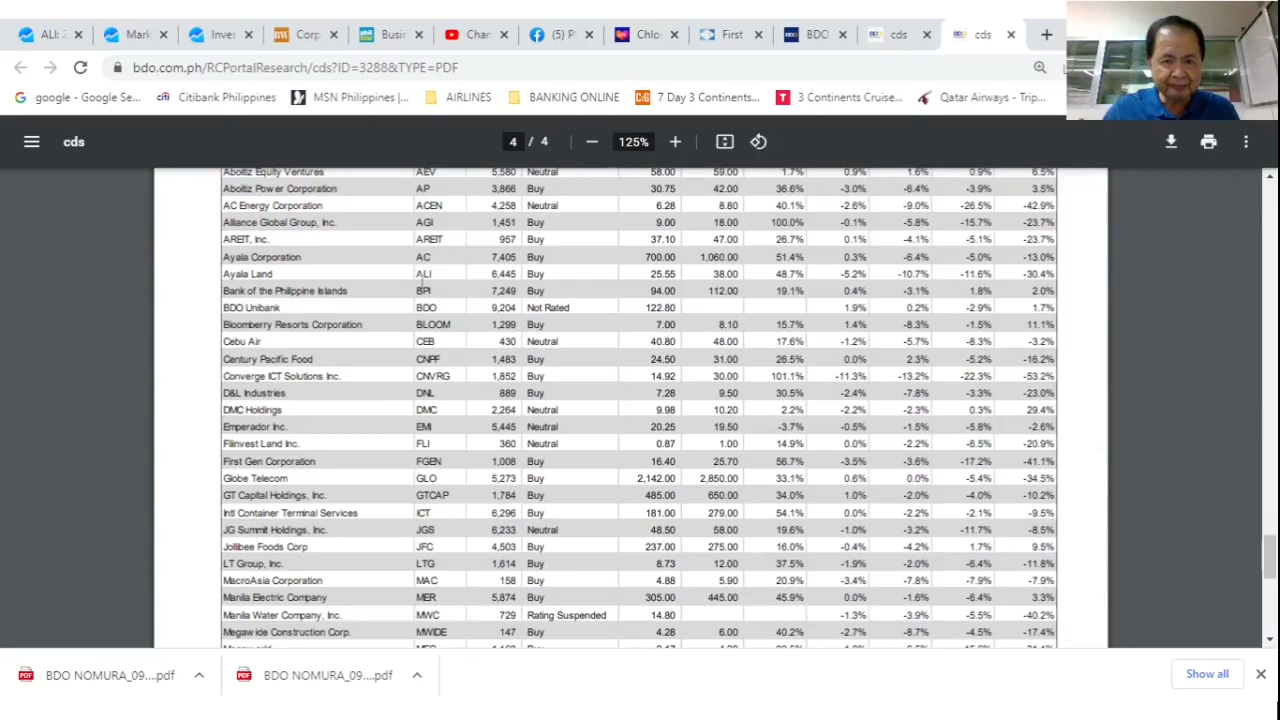 ALI: 2
Mark
Inves
Corp
Busin
Chan
(5) P
Chlo
First
BDO
cds
cds
bdo.com.ph/RCPortalResearch/cds?ID=3288&TYPE=PDF
google - Google Se...
Citibank Philippines
MSN Philippines |...
AIRLINES
BANKING ONLINE
7 Day 3 Continents...
3 Continents Cruise...
Qatar Airways - Trip...
cds 4 / 4 125%
Aboitiz Equity Ventures AEV 5,580 Neutral 58.00 59.00 1.7% 0.9% 1.6% 0.9% 6.5%
Aboitiz Power Corporation AP 3,866 Buy 30.75 42.00 36.6% -3.0% -6.4% -3.9% 3.5%
AC Energy Corporation ACEN 4,258 Neutral 6.28 8.80 40.1% -2.6% -9.0% -26.5% -42.9%
Alliance Global Group, Inc. AGI 1,451 Buy 9.00 18.00 100.0% -0.1% -5.8% -15.7% -23.7%
AREIT, Inc. AREIT 957 Buy 37.10 47.00 26.7% 0.1% -4.1% -5.1% -23.7%
Ayala Corporation AC 7,405 Buy 700.00 1,060.00 51.4% 0.3% -6.4% -5.0% -13.0%
Ayala Land ALI 6,445 Buy 25.55 38.00 48.7% -5.2% -10.7% -11.6% -30.4%
Bank of the Philippine Islands BPI 7,249 Buy 94.00 112.00 19.1% 0.4% -3.1% 1.8% 2.0%
BDO Unibank BDO 9,204 Not Rated 122.80 1.9% 0.2% -2.9% 1.7%
Bloomberry Resorts Corporation BLOOM 1,299 Buy 7.00 8.10 15.7% 1.4% -8.3% -1.5% 11.1%
Cebu Air CEB 430 Neutral 40.80 48.00 17.6% -1.2% -5.7% -8.3% -3.2%
Century Pacific Food CNPF 1,483 Buy 24.50 31.00 26.5% 0.0% 2.3% -5.2% -16.2%
Converge ICT Solutions Inc. CNVRG 1,852 Buy 14.92 30.00 101.1% -11.3% -13.2% -22.3% -53.2%
D&L Industries DNL 889 Buy 7.28 9.50 30.5% -2.4% -7.8% -3.3% -23.0%
DMC Holdings DMC 2,264 Neutral 9.98 10.20 2.2% -2.2% -2.3% 0.3% 29.4%
Emperador Inc. EMI 5,445 Neutral 20.25 19.50 -3.7% -0.5% -1.5% -5.8% -2.6%
Filinvest Land Inc. FLI 360 Neutral 0.87 1.00 14.9% 0.0% -2.2% -6.5% -20.9%
First Gen Corporation FGEN 1,008 Buy 16.40 25.70 56.7% -3.5% -3.6% -17.2% -41.1%
Globe Telecom GLO 5,273 Buy 2,142.00 2,850.00 33.1% 0.6% 0.0% -5.4% -34.5%
GT Capital Holdings, Inc. GTCAP 1,784 Buy 485.00 650.00 34.0% 1.0% -2.0% -4.0% -10.2%
Intl Container Terminal Services ICT 6,296 Buy 181.00 279.00 54.1% 0.0% -2.2% -2.1% -9.5%
JG Summit Holdings, Inc. JGS 6,233 Neutral 48.50 58.00 19.6% -1.0% -3.2% -11.7% -8.5%
Jollibee Foods Corp JFC 4,503 Buy 237.00 275.00 16.0% -0.4% -4.2% 1.7% 9.5%
LT Group, Inc. LTG 1,614 Buy 8.73 12.00 37.5% -1.9% -2.0% -6.4% -11.8%
MacroAsia Corporation MAC 158 Buy 4.88 5.90 20.9% -3.4% -7.8% -7.9% -7.9%
Manila Electric Company MER 5,874 Buy 305.00 445.00 45.9% 0.0% -1.6% -6.4% 3.3%
Manila Water Company, Inc. MWC 729 Rating Suspended 14.80 -1.3% -3.9% -5.5% -40.2%
Megawide Construction Corp. MWIDE 147 Buy 4.28 6.00 40.2% -2.7% -8.7% -4.5% -17.4%
BDO NOMURA_09....pdf
BDO NOMURA_09....pdf
Show all